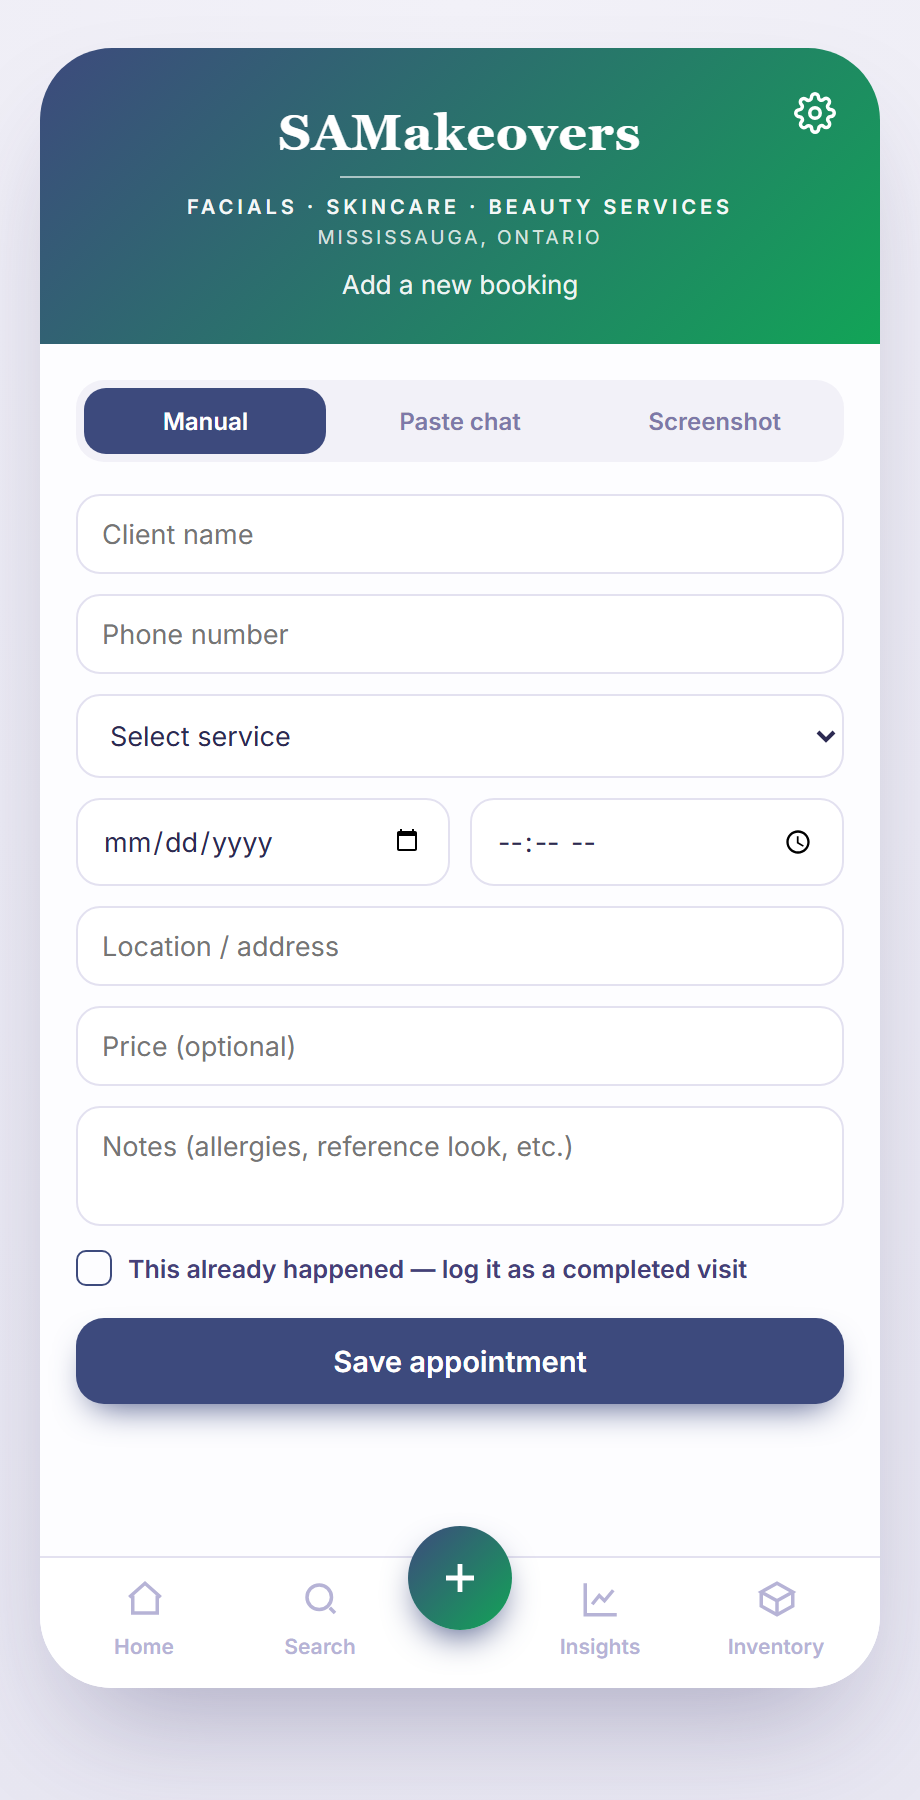 SAMakeovers
FACIALS · SKINCARE · BEAUTY SERVICES
MISSISSAUGA, ONTARIO
Add a new booking
Manual Paste chat Screenshot
Client name
Phone number
Select service
mm/dd/yyyy --:-- --
Location / address
Price (optional)
Notes (allergies, reference look, etc.)
This already happened — log it as a completed visit
Save appointment
Home Search Insights Inventory